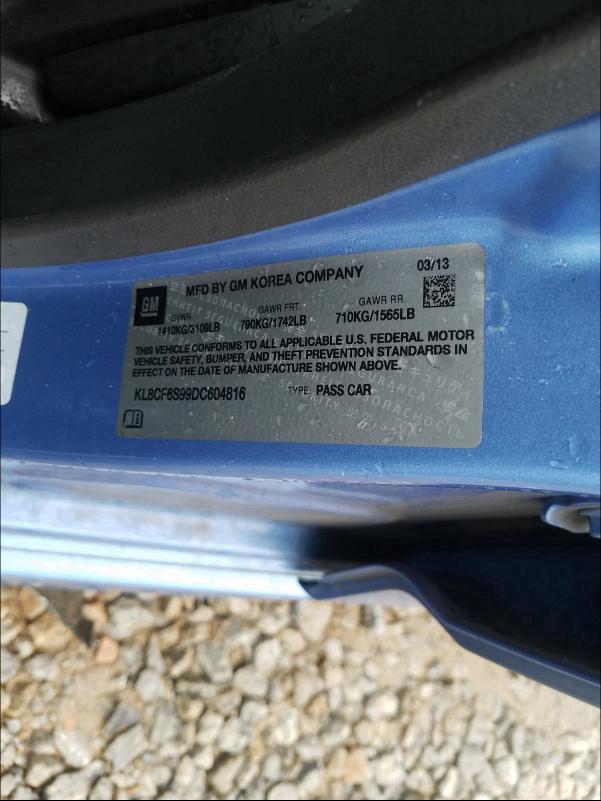 MFD BY GM KOREA COMPANY 03/13
GM
GVWR GAWR FRT. GAWR RR
1410KG/3109LB 790KG/1742LB 710KG/1565LB
THIS VEHICLE CONFORMS TO ALL APPLICABLE U.S. FEDERAL MOTOR
VEHICLE SAFETY, BUMPER, AND THEFT PREVENTION STANDARDS IN
EFFECT ON THE DATE OF MANUFACTURE SHOWN ABOVE.
KL8CF6S99DC604816 TYPE: PASS CAR